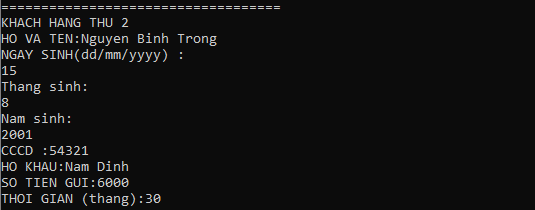 ===================================
KHACH HANG THU 2
HO VA TEN:Nguyen Binh Trong
NGAY SINH(dd/mm/yyyy) :
15
Thang sinh:
8
Nam sinh:
2001
CCCD :54321
HO KHAU:Nam Dinh
SO TIEN GUI:6000
THOI GIAN (thang):30